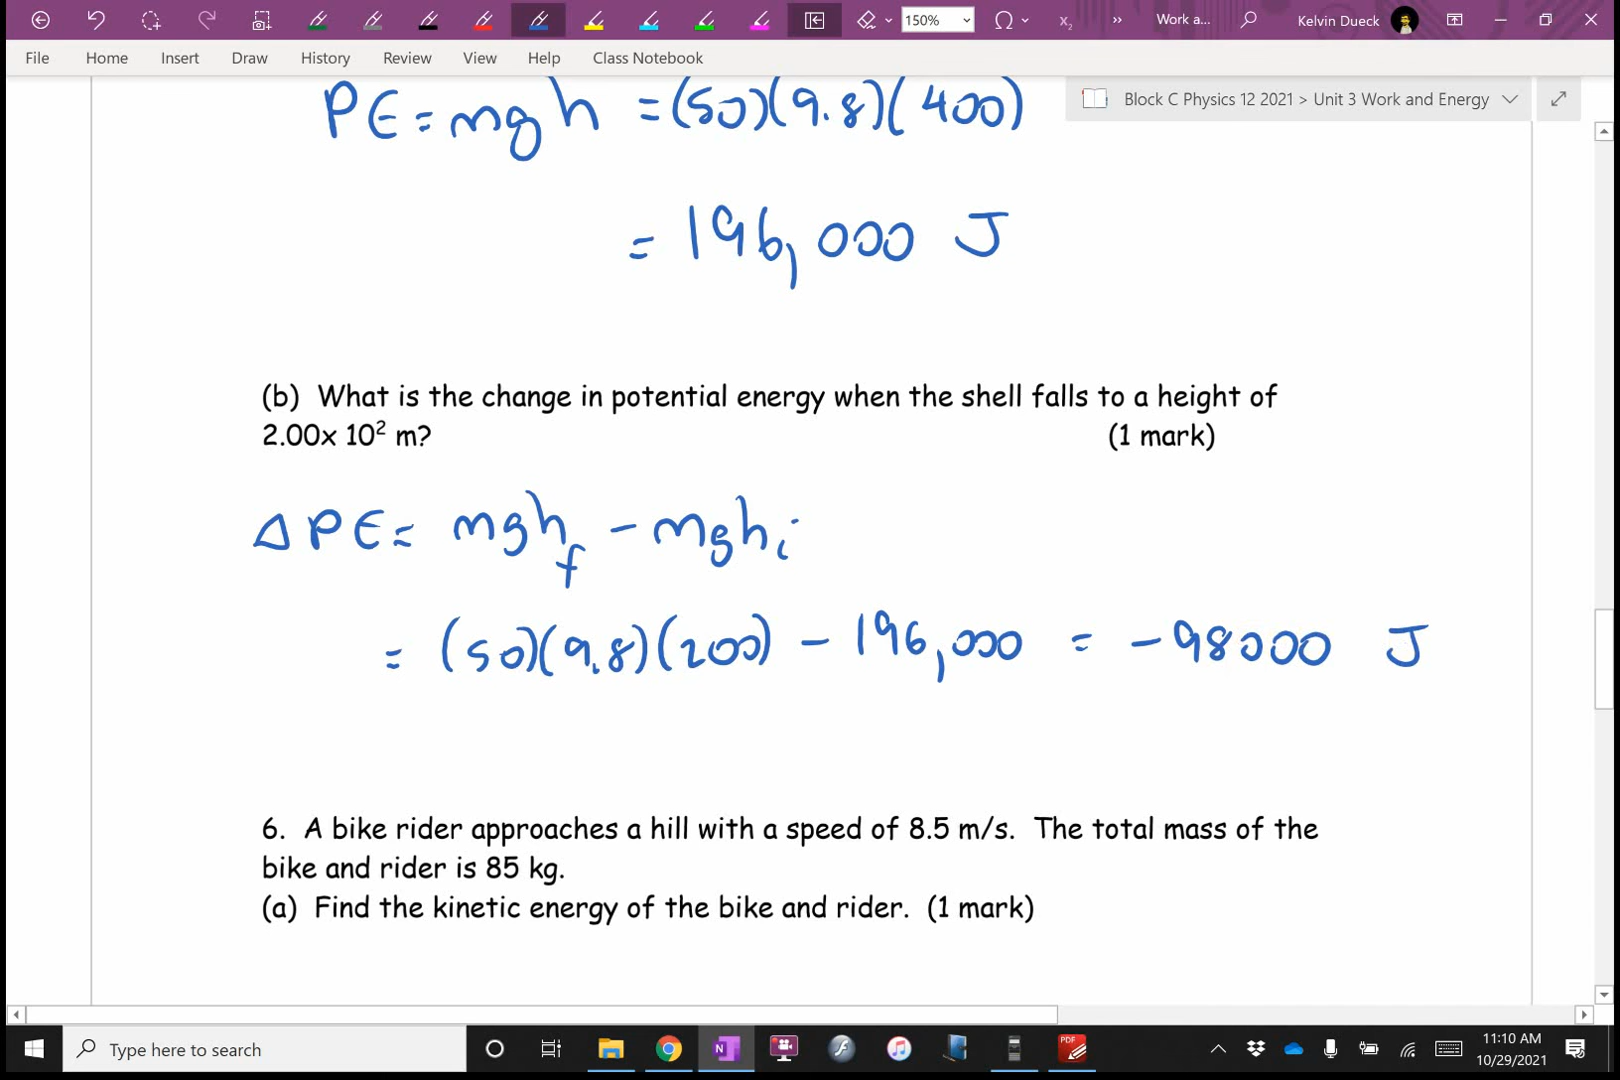 150%
Ω
x₂
»
Work a...
Kelvin Dueck
File
Home
Insert
Draw
History
Review
View
Help
Class Notebook
Block C Physics 12 2021 > Unit 3 Work and Energy
PE = mgh = (50)(9.8)(400)
= 196,000 J
(b) What is the change in potential energy when the shell falls to a height of
2.00x 10² m? (1 mark)
ΔPE = mghf - mghi
= (50)(9.8)(200) - 196,000 = -98000 J
6. A bike rider approaches a hill with a speed of 8.5 m/s. The total mass of the
bike and rider is 85 kg.
(a) Find the kinetic energy of the bike and rider. (1 mark)
Type here to search
N
PDF
11:10 AM
10/29/2021